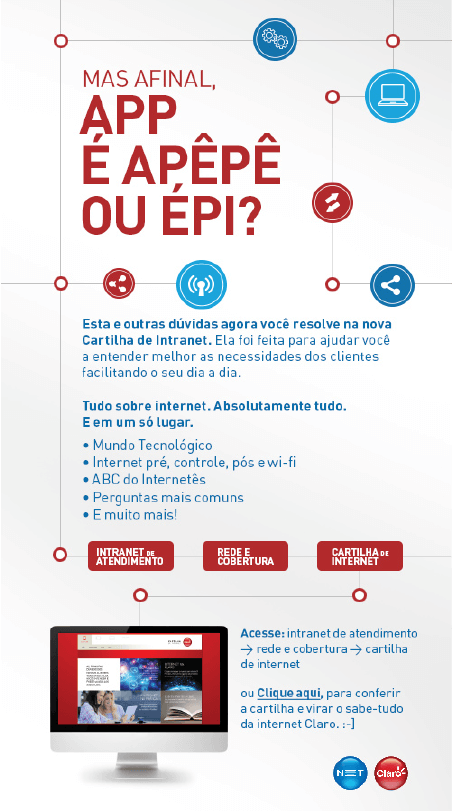 MAS AFINAL,
APP
É APÊPÊ
OU ÉPI?
Esta e outras dúvidas agora você resolve na nova
Cartilha de Intranet. Ela foi feita para ajudar você
a entender melhor as necessidades dos clientes
facilitando o seu dia a dia.
Tudo sobre internet. Absolutamente tudo.
E em um só lugar.
• Mundo Tecnológico
• Internet pré, controle, pós e wi-fi
• ABC do Internetês
• Perguntas mais comuns
• E muito mais!
INTRANET DE
ATENDIMENTO
REDE E
COBERTURA
CARTILHA DE
INTERNET
Acesse: intranet de atendimento
→ rede e cobertura → cartilha
de internet
ou Clique aqui, para conferir
a cartilha e virar o sabe-tudo
da internet Claro. :-]
NET
Claro